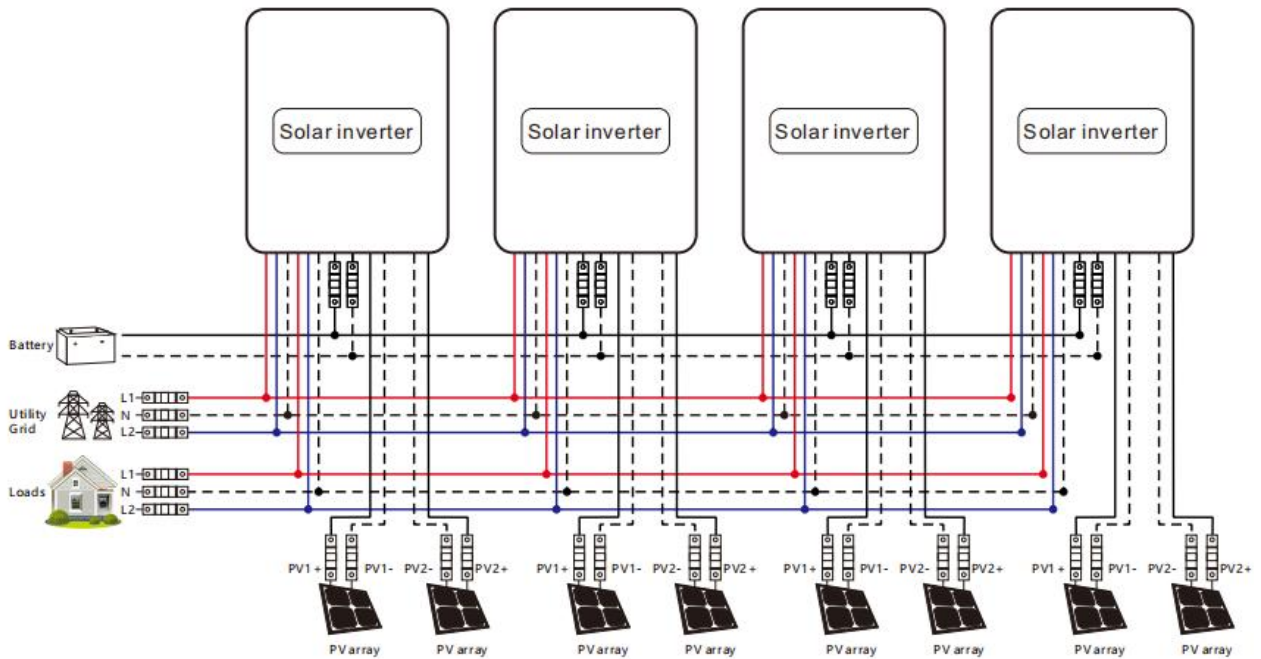 Solar inverter
Solar inverter
Solar inverter
Solar inverter
Battery
L1
Utility
Grid
N
L2
L1
Loads
N
L2
PV1+
PV1-
PV2-
PV2+
PV1+
PV1-
PV2-
PV2+
PV1+
PV1-
PV2-
PV2+
PV1+
PV1-
PV2-
PV2+
PV array
PV array
PV array
PV array
PV array
PV array
PV array
PV array